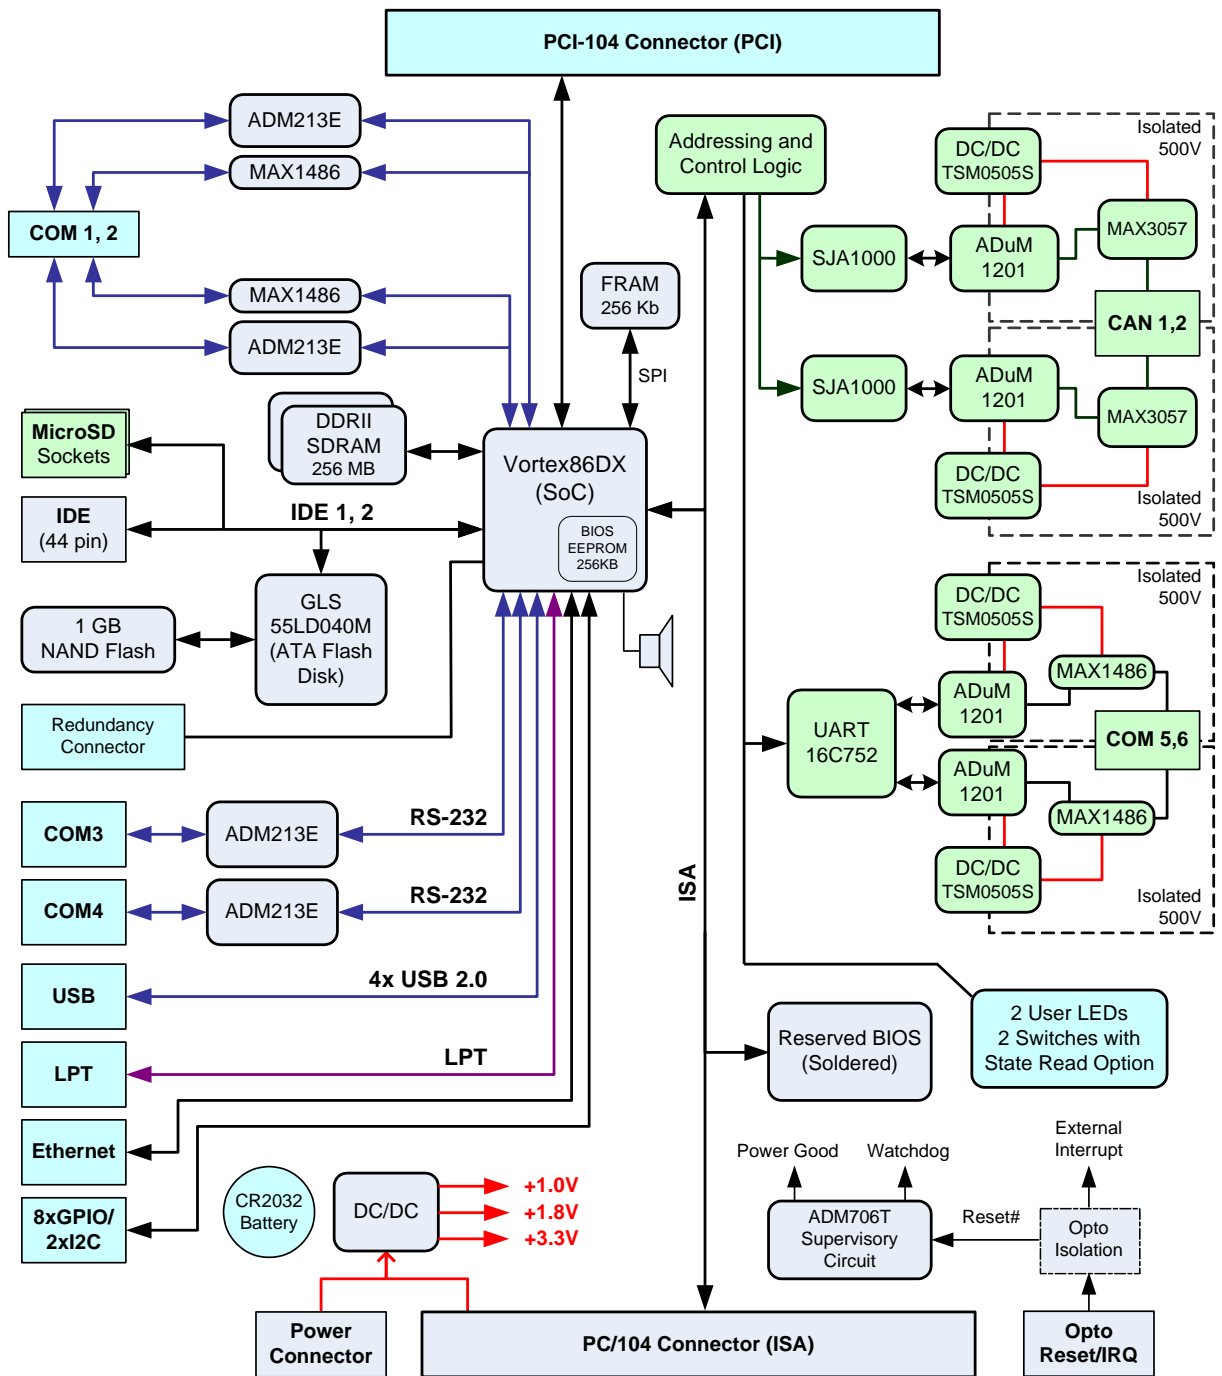 PCI-104 Connector (PCI)
ADM213E
MAX1486
COM 1, 2
MAX1486
ADM213E
Addressing and
Control Logic
FRAM
256 Kb
SPI
Isolated
500V
DC/DC
TSM0505S
MAX3057
SJA1000
ADuM
1201
CAN 1,2
SJA1000
ADuM
1201
MAX3057
DC/DC
TSM0505S
Isolated
500V
MicroSD
Sockets
DDRII
SDRAM
256 MB
Vortex86DX
(SoC)
BIOS
EEPROM
256KB
IDE
(44 pin)
IDE 1, 2
GLS
55LD040M
(ATA Flash
Disk)
1 GB
NAND Flash
Redundancy
Connector
Isolated
500V
DC/DC
TSM0505S
MAX1486
ADuM
1201
UART
16C752
COM 5,6
ADuM
1201
MAX1486
DC/DC
TSM0505S
Isolated
500V
COM3
ADM213E
RS-232
COM4
ADM213E
RS-232
ISA
USB
4x USB 2.0
LPT
LPT
Ethernet
8xGPIO/
2xI2C
Reserved BIOS
(Soldered)
2 User LEDs
2 Switches with
State Read Option
CR2032
Battery
DC/DC
+1.0V
+1.8V
+3.3V
Power Good
Watchdog
External
Interrupt
ADM706T
Supervisory
Circuit
Reset#
Opto
Isolation
Power
Connector
PC/104 Connector (ISA)
Opto
Reset/IRQ